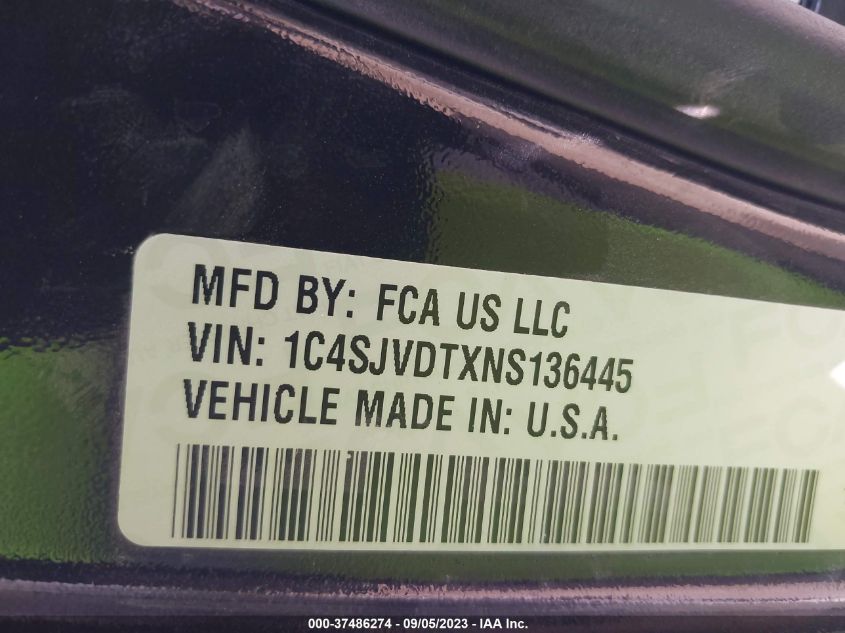 MFD BY: FCA US LLC
VIN: 1C4SJVDTXNS136445
VEHICLE MADE IN: U.S.A.
000-37486274 - 09/05/2023 - IAA Inc.